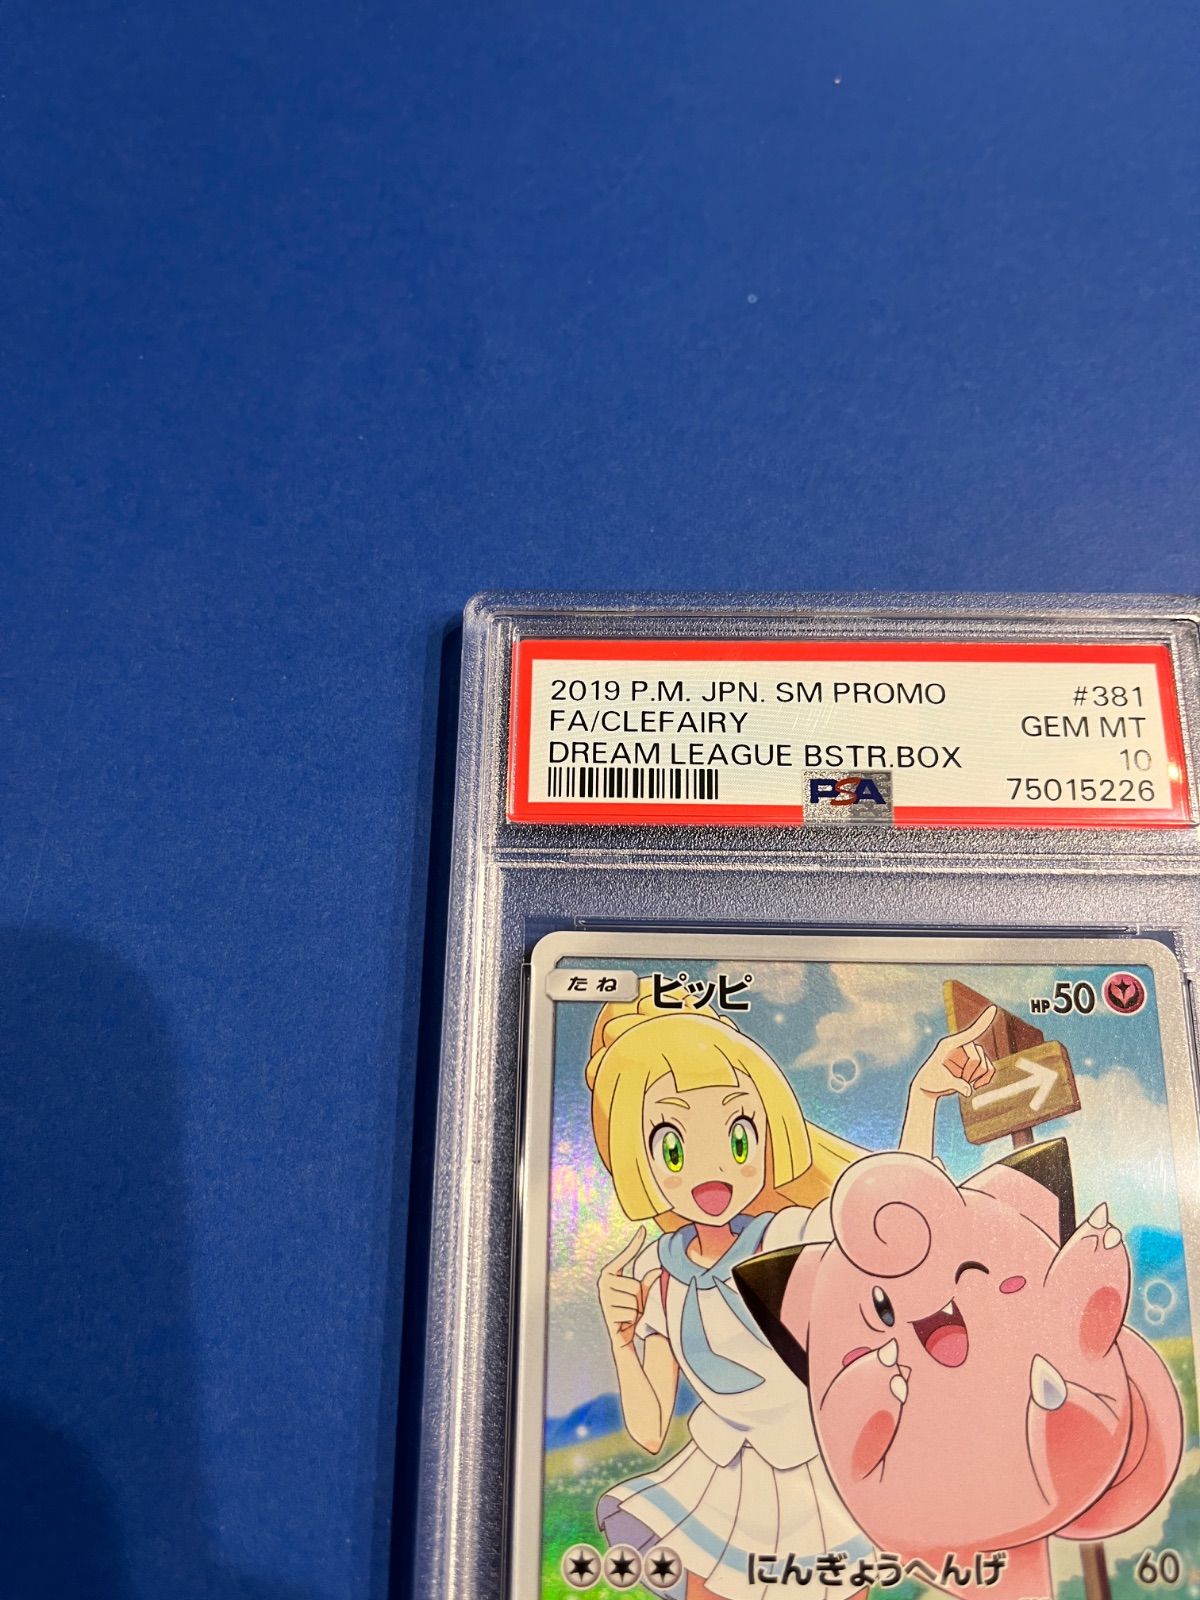 2019 P.M. JPN. SM PROMO #381
FA/CLEFAIRY GEM MT
DREAM LEAGUE BSTR.BOX 10
PSA 75015226
たね ピッピ HP50
にんぎょうへんげ 60